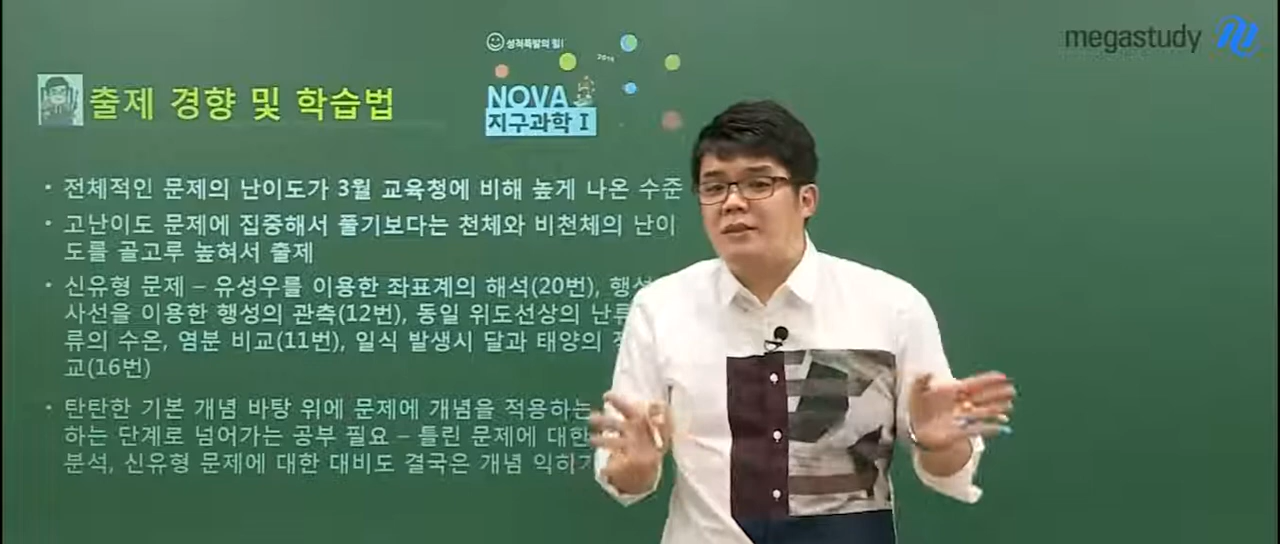 성적폭발의 힘!
megastudy
출제 경향 및 학습법
NOVA
지구과학 I
• 전체적인 문제의 난이도가 3월 교육청에 비해 높게 나온 수준
• 고난이도 문제에 집중해서 풀기보다는 천체와 비천체의 난이
도를 골고루 높혀서 출제
• 신유형 문제 – 유성우를 이용한 좌표계의 해석(20번), 행성
사선을 이용한 행성의 관측(12번), 동일 위도선상의 난류
류의 수온, 염분 비교(11번), 일식 발생시 달과 태양의
교(16번)
• 탄탄한 기본 개념 바탕 위에 문제에 개념을 적용하는
하는 단계로 넘어가는 공부 필요 – 틀린 문제에 대한
분석, 신유형 문제에 대한 대비도 결국은 개념 익히기